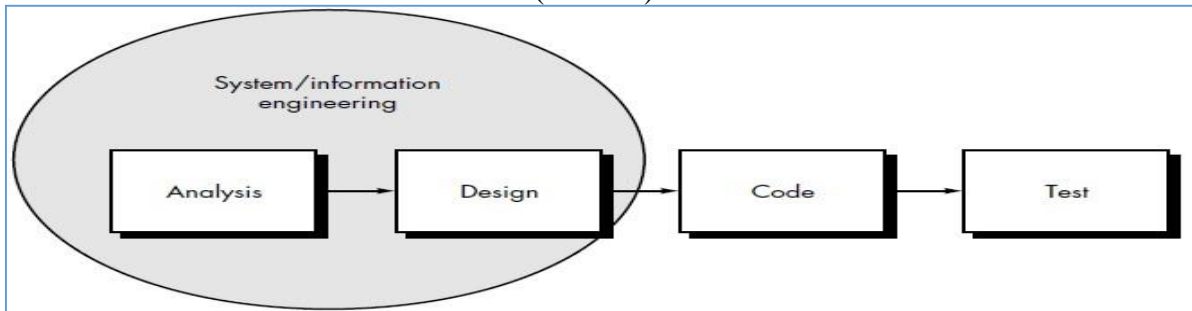 System/information
engineering
Analysis
Design
Code
Test